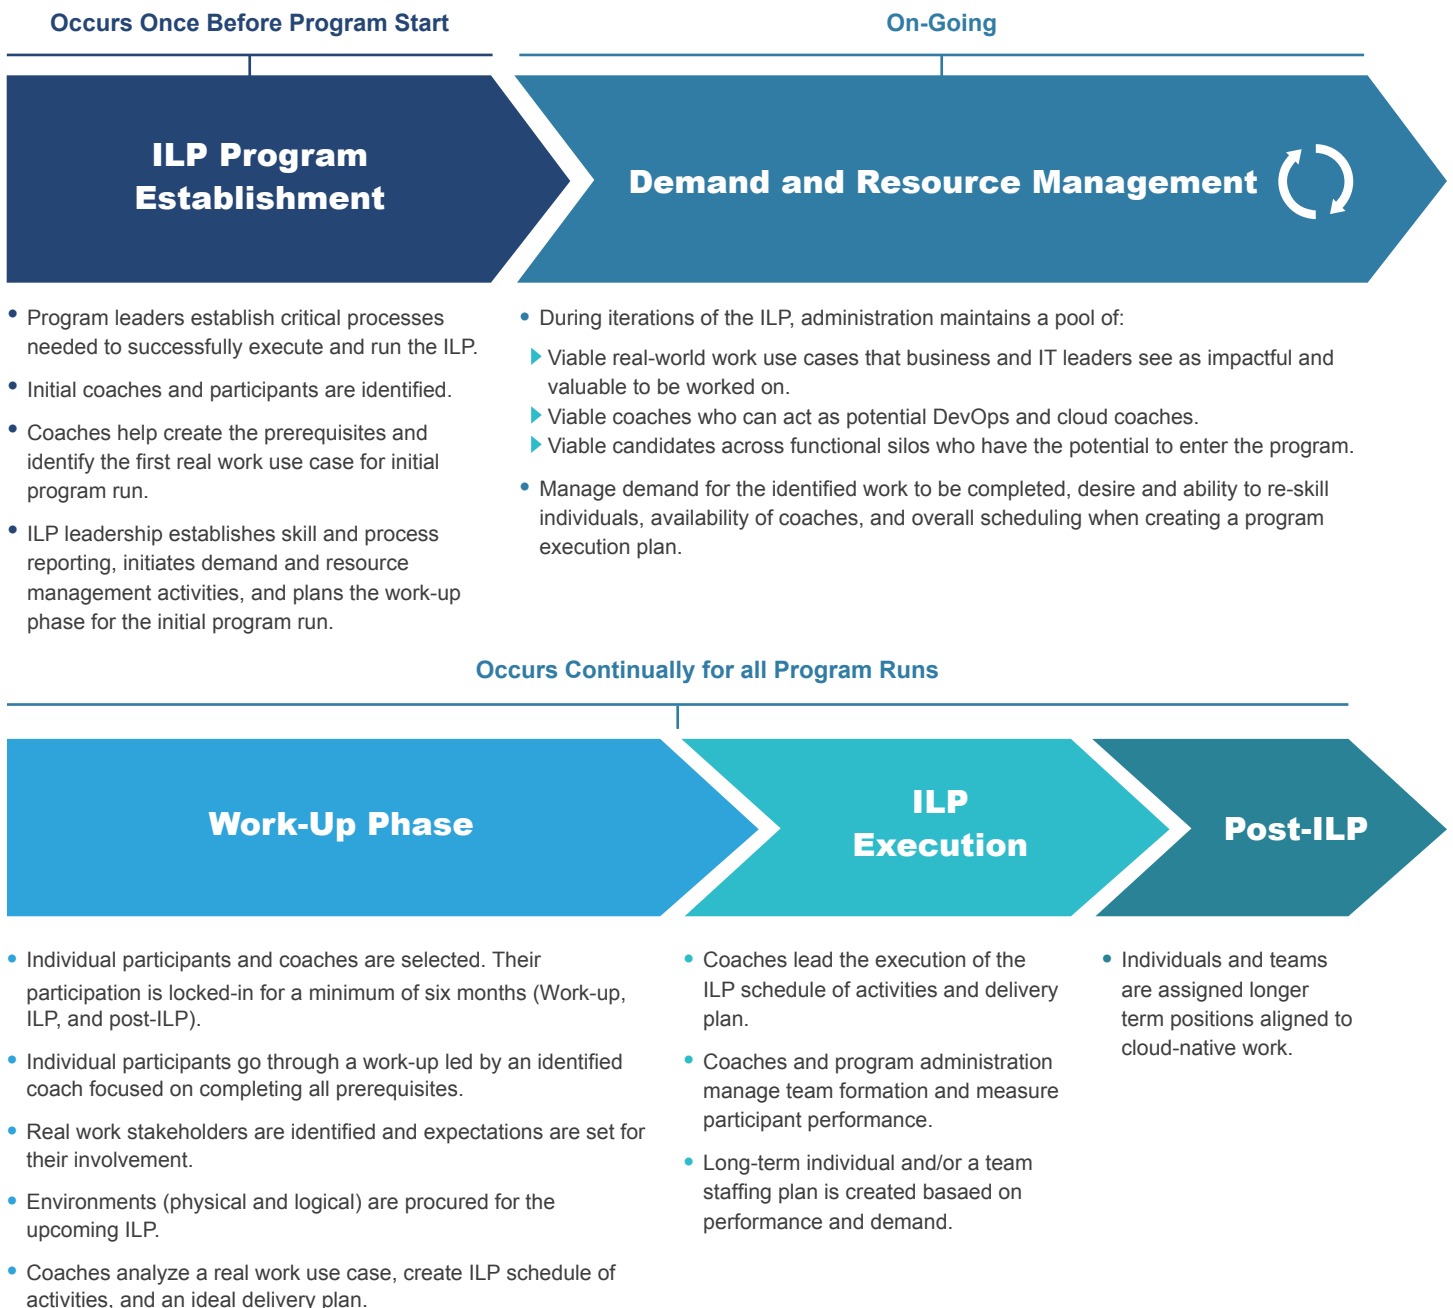 Occurs Once Before Program Start
On-Going
ILP Program
Establishment
Demand and Resource Management
• Program leaders establish critical processes
needed to successfully execute and run the ILP.
• Initial coaches and participants are identified.
• Coaches help create the prerequisites and
identify the first real work use case for initial
program run.
• ILP leadership establishes skill and process
reporting, initiates demand and resource
management activities, and plans the work-up
phase for the initial program run.
• During iterations of the ILP, administration maintains a pool of:
Viable real-world work use cases that business and IT leaders see as impactful and
valuable to be worked on.
Viable coaches who can act as potential DevOps and cloud coaches.
Viable candidates across functional silos who have the potential to enter the program.
• Manage demand for the identified work to be completed, desire and ability to re-skill
individuals, availability of coaches, and overall scheduling when creating a program
execution plan.
Occurs Continually for all Program Runs
Work-Up Phase
ILP
Execution
Post-ILP
• Individual participants and coaches are selected. Their
participation is locked-in for a minimum of six months (Work-up,
ILP, and post-ILP).
• Individual participants go through a work-up led by an identified
coach focused on completing all prerequisites.
• Real work stakeholders are identified and expectations are set for
their involvement.
• Environments (physical and logical) are procured for the
upcoming ILP.
• Coaches analyze a real work use case, create ILP schedule of
activities, and an ideal delivery plan.
• Coaches lead the execution of the
ILP schedule of activities and delivery
plan.
• Coaches and program administration
manage team formation and measure
participant performance.
• Long-term individual and/or a team
staffing plan is created basaed on
performance and demand.
• Individuals and teams
are assigned longer
term positions aligned to
cloud-native work.